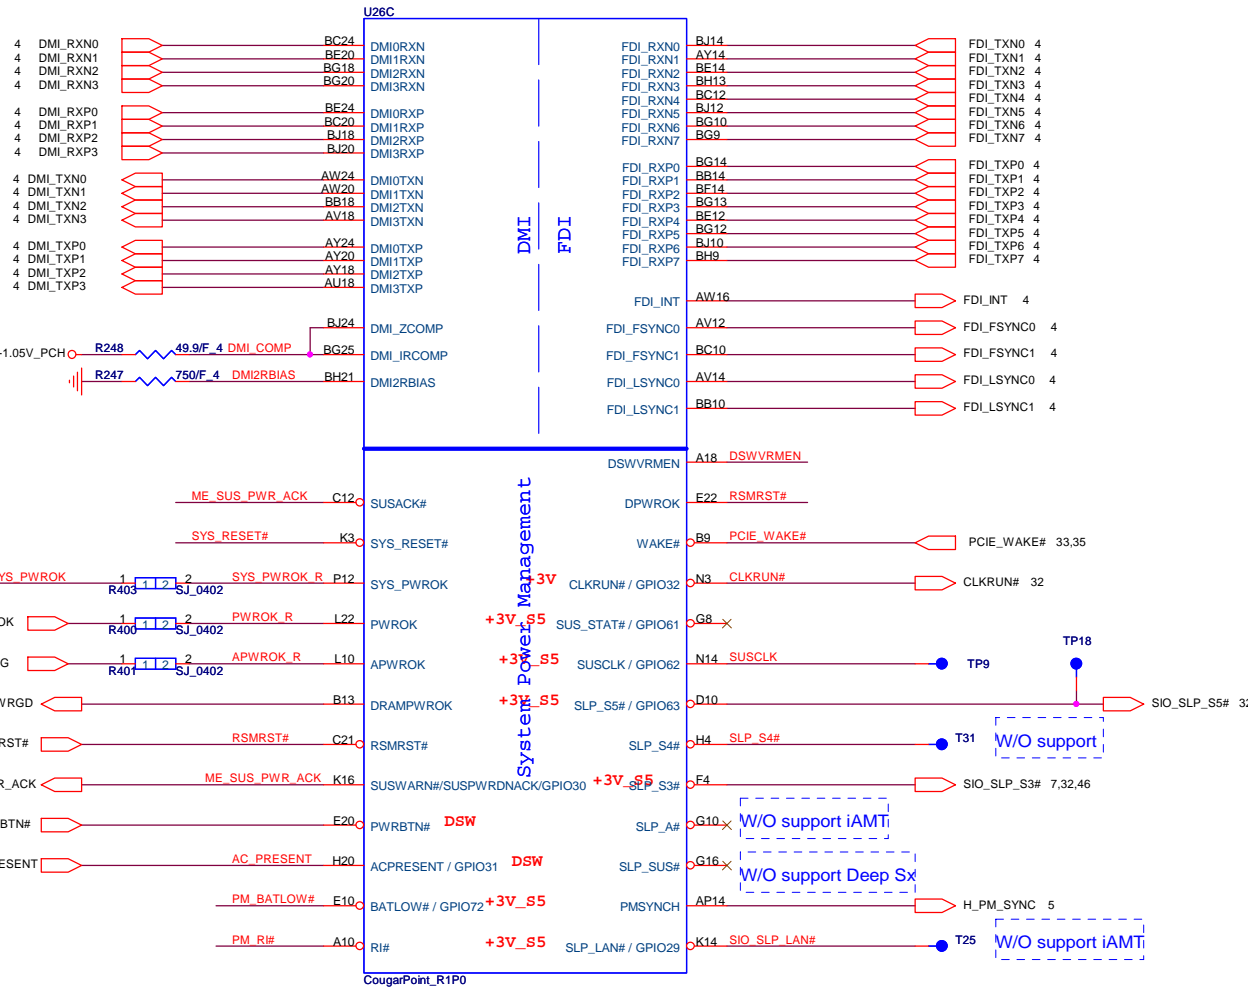 U26C
4 DMI_RXN0 BC24 DMI0RXN FDI_RXN0 BJ14 FDI_TXN0 4
4 DMI_RXN1 BE20 DMI1RXN FDI_RXN1 AY14 FDI_TXN1 4
4 DMI_RXN2 BG18 DMI2RXN FDI_RXN2 BE14 FDI_TXN2 4
4 DMI_RXN3 BG20 DMI3RXN FDI_RXN3 BH13 FDI_TXN3 4
FDI_RXN4 BC12 FDI_TXN4 4
4 DMI_RXP0 BE24 DMI0RXP FDI_RXN5 BJ12 FDI_TXN5 4
4 DMI_RXP1 BC20 DMI1RXP FDI_RXN6 BG10 FDI_TXN6 4
4 DMI_RXP2 BJ18 DMI2RXP FDI_RXN7 BG9 FDI_TXN7 4
4 DMI_RXP3 BJ20 DMI3RXP
FDI_RXP0 BG14 FDI_TXP0 4
4 DMI_TXN0 AW24 DMI0TXN FDI_RXP1 BB14 FDI_TXP1 4
4 DMI_TXN1 AW20 DMI1TXN FDI_RXP2 BF14 FDI_TXP2 4
4 DMI_TXN2 BB18 DMI2TXN FDI_RXP3 BG13 FDI_TXP3 4
4 DMI_TXN3 AV18 DMI3TXN FDI_RXP4 BE12 FDI_TXP4 4
FDI_RXP5 BG12 FDI_TXP5 4
4 DMI_TXP0 AY24 DMI0TXP FDI_RXP6 BJ10 FDI_TXP6 4
4 DMI_TXP1 AY20 DMI1TXP FDI_RXP7 BH9 FDI_TXP7 4
4 DMI_TXP2 AY18 DMI2TXP
4 DMI_TXP3 AU18 DMI3TXP
DMI
FDI
FDI_INT AW16 FDI_INT 4
BJ24 DMI_ZCOMP FDI_FSYNC0 AV12 FDI_FSYNC0 4
-1.05V_PCH R248 49.9/F_4 DMI_COMP BG25 DMI_IRCOMP FDI_FSYNC1 BC10 FDI_FSYNC1 4
R247 750/F_4 DMI2RBIAS BH21 DMI2RBIAS FDI_LSYNC0 AV14 FDI_LSYNC0 4
FDI_LSYNC1 BB10 FDI_LSYNC1 4
System Power Management
DSWVRMEN A18 DSWVRMEN
ME_SUS_PWR_ACK C12 SUSACK# DPWROK E22 RSMRST#
SYS_RESET# K3 SYS_RESET# WAKE# B9 PCIE_WAKE# PCIE_WAKE# 33,35
YS_PWROK 1 2 R403 1 2 SJ_0402 SYS_PWROK_R P12 SYS_PWROK +3V CLKRUN# / GPIO32 N3 CLKRUN# CLKRUN# 32
OK 1 2 R400 1 2 SJ_0402 PWROK_R L22 PWROK +3V_S5 SUS_STAT# / GPIO61 G8
G 1 2 R401 1 2 SJ_0402 APWROK_R L10 APWROK +3V_S5 SUSCLK / GPIO62 N14 SUSCLK TP9
TP18
WRGD B13 DRAMPWROK +3V_S5 SLP_S5# / GPIO63 D10 SIO_SLP_S5# 32
RST# RSMRST# C21 RSMRST# SLP_S4# H4 SLP_S4# T31 W/O support
R_ACK ME_SUS_PWR_ACK K16 SUSWARN#/SUSPWRDNACK/GPIO30 +3V_S5 SLP_S3# F4 SIO_SLP_S3# 7,32,46
BTN# E20 PWRBTN# DSW SLP_A# G10 W/O support iAMT
ESENT AC_PRESENT H20 ACPRESENT / GPIO31 DSW SLP_SUS# G16 W/O support Deep Sx
PM_BATLOW# E10 BATLOW# / GPIO72 +3V_S5 PMSYNCH AP14 H_PM_SYNC 5
PM_RI# A10 RI# +3V_S5 SLP_LAN# / GPIO29 K14 SIO_SLP_LAN# T25 W/O support iAMT
CougarPoint_R1P0